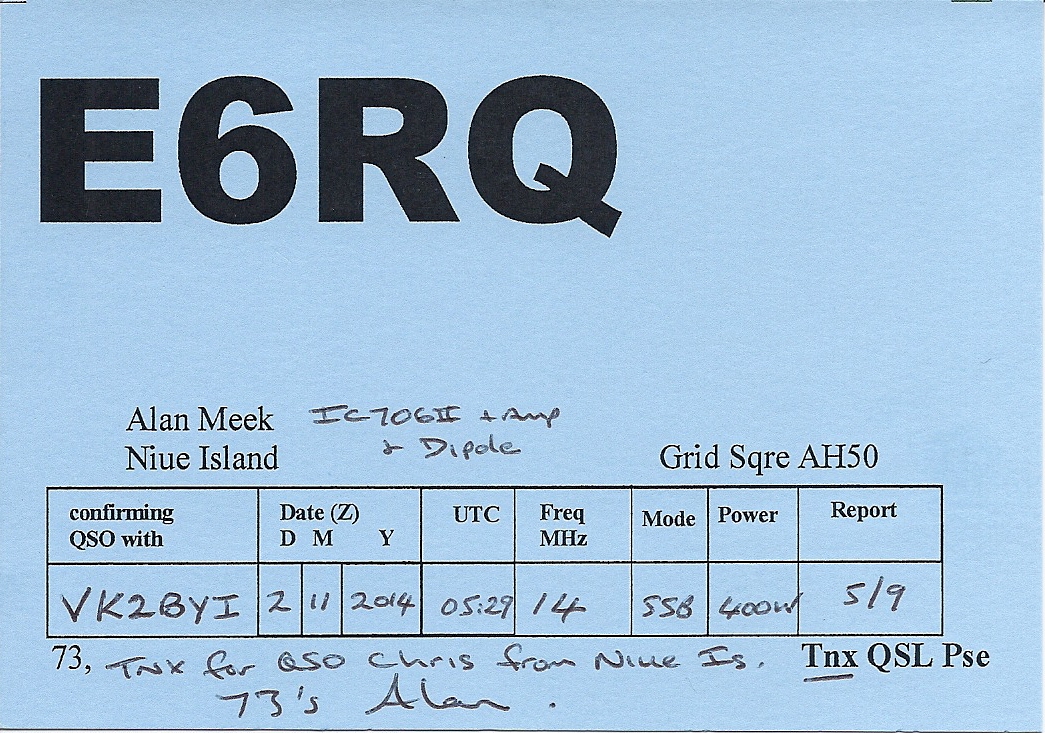 E6RQ
Alan Meek IC706II + Amp
Niue Island + Dipole Grid Sqre AH50
confirming QSO with Date (Z) D M Y UTC Freq MHz Mode Power Report
VK2BYI 2 11 2014 05:29 14 SSB 400W 5/9
73, TNX for QSO Chris from Niue Is. Tnx QSL Pse
73's Alan.